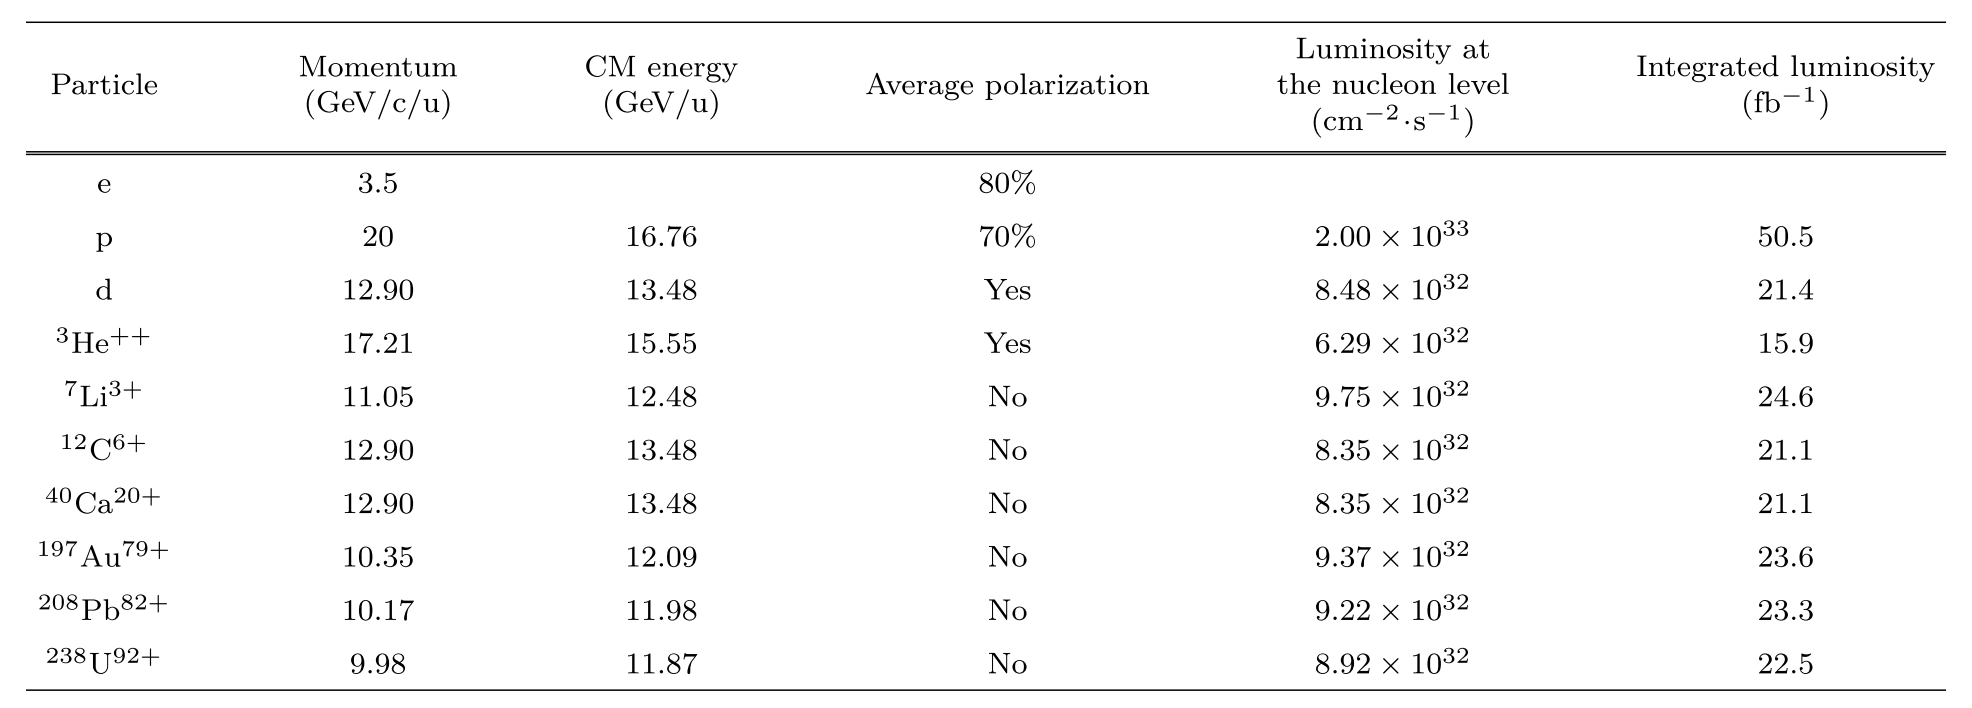 Particle Momentum (GeV/c/u) CM energy (GeV/u) Average polarization Luminosity at the nucleon level (cm⁻²·s⁻¹) Integrated luminosity (fb⁻¹)
e 3.5 80%
p 20 16.76 70% 2.00 × 10³³ 50.5
d 12.90 13.48 Yes 8.48 × 10³² 21.4
³He⁺⁺ 17.21 15.55 Yes 6.29 × 10³² 15.9
⁷Li³⁺ 11.05 12.48 No 9.75 × 10³² 24.6
¹²C⁶⁺ 12.90 13.48 No 8.35 × 10³² 21.1
⁴⁰Ca²⁰⁺ 12.90 13.48 No 8.35 × 10³² 21.1
¹⁹⁷Au⁷⁹⁺ 10.35 12.09 No 9.37 × 10³² 23.6
²⁰⁸Pb⁸²⁺ 10.17 11.98 No 9.22 × 10³² 23.3
²³⁸U⁹²⁺ 9.98 11.87 No 8.92 × 10³² 22.5